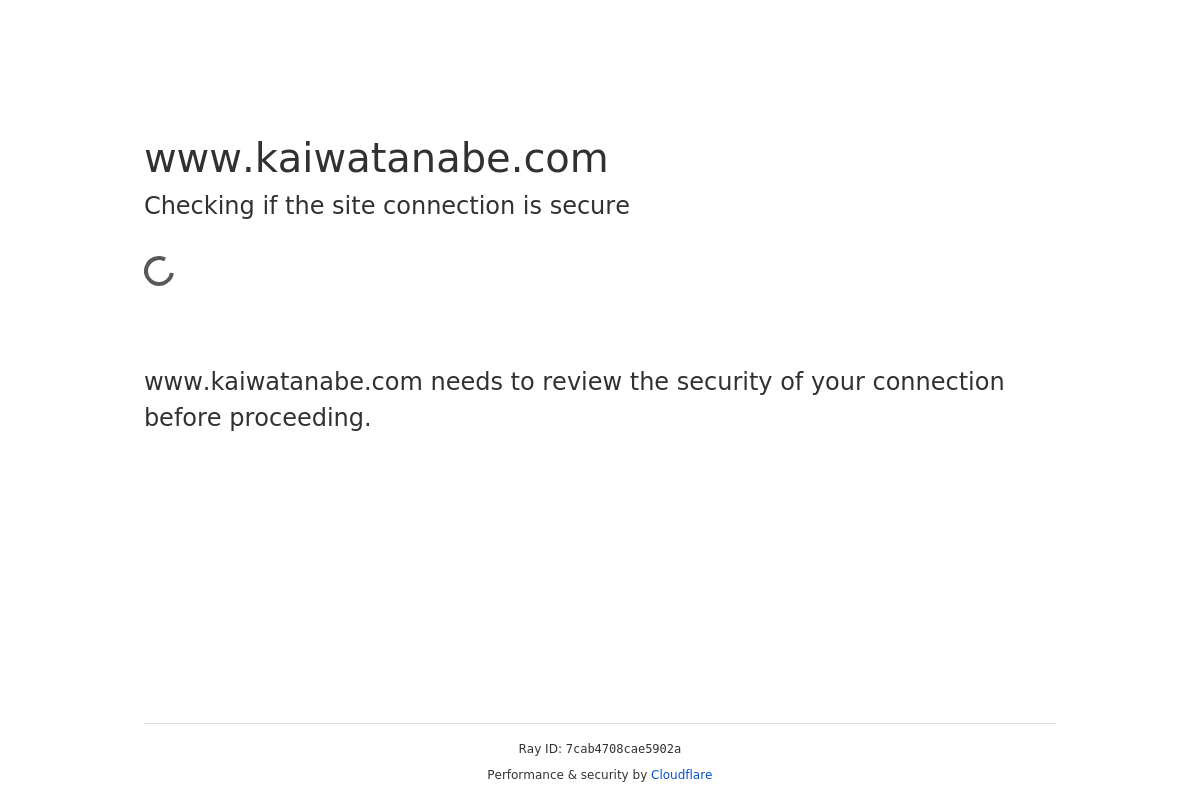 www.kaiwatanabe.com
Checking if the site connection is secure
www.kaiwatanabe.com needs to review the security of your connection
before proceeding.
Ray ID: 7cab4708cae5902a
Performance & security by Cloudflare